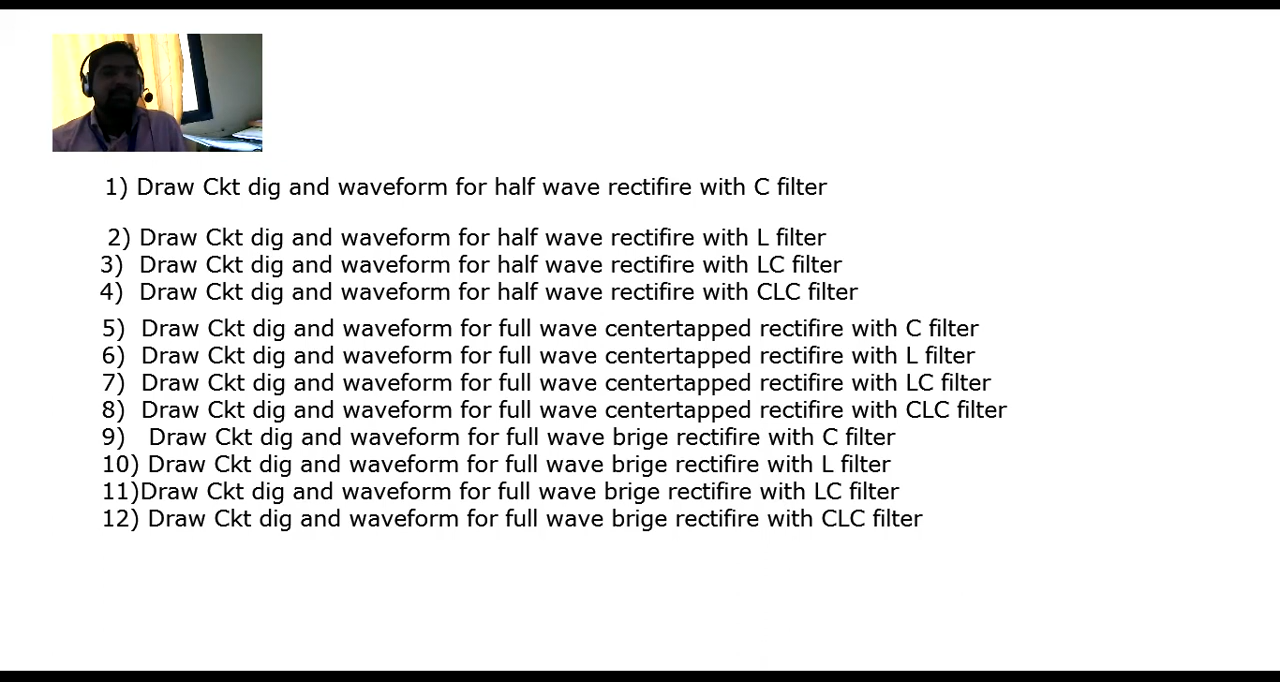 1) Draw Ckt dig and waveform for half wave rectifire with C filter
2) Draw Ckt dig and waveform for half wave rectifire with L filter
3) Draw Ckt dig and waveform for half wave rectifire with LC filter
4) Draw Ckt dig and waveform for half wave rectifire with CLC filter
5) Draw Ckt dig and waveform for full wave centertapped rectifire with C filter
6) Draw Ckt dig and waveform for full wave centertapped rectifire with L filter
7) Draw Ckt dig and waveform for full wave centertapped rectifire with LC filter
8) Draw Ckt dig and waveform for full wave centertapped rectifire with CLC filter
9) Draw Ckt dig and waveform for full wave brige rectifire with C filter
10) Draw Ckt dig and waveform for full wave brige rectifire with L filter
11)Draw Ckt dig and waveform for full wave brige rectifire with LC filter
12) Draw Ckt dig and waveform for full wave brige rectifire with CLC filter